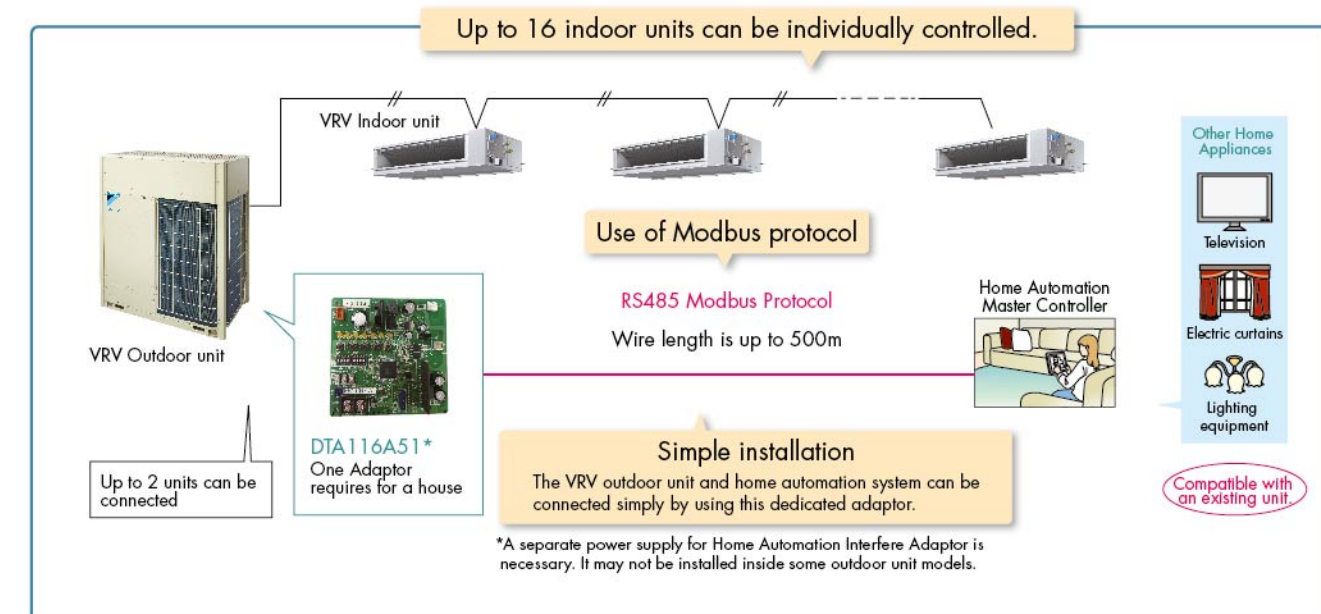 Up to 16 indoor units can be individually controlled.
VRV Indoor unit
Other Home
Appliances
Use of Modbus protocol
Television
RS485 Modbus Protocol
Home Automation
Master Controller
Wire length is up to 500m
Electric curtains
VRV Outdoor unit
Lighting
equipment
DTA116A51*
One Adaptor
requires for a house
Up to 2 units can be
connected
Simple installation
The VRV outdoor unit and home automation system can be
connected simply by using this dedicated adaptor.
Compatible with
an existing unit.
*A separate power supply for Home Automation Interfere Adaptor is
necessary. It may not be installed inside some outdoor unit models.